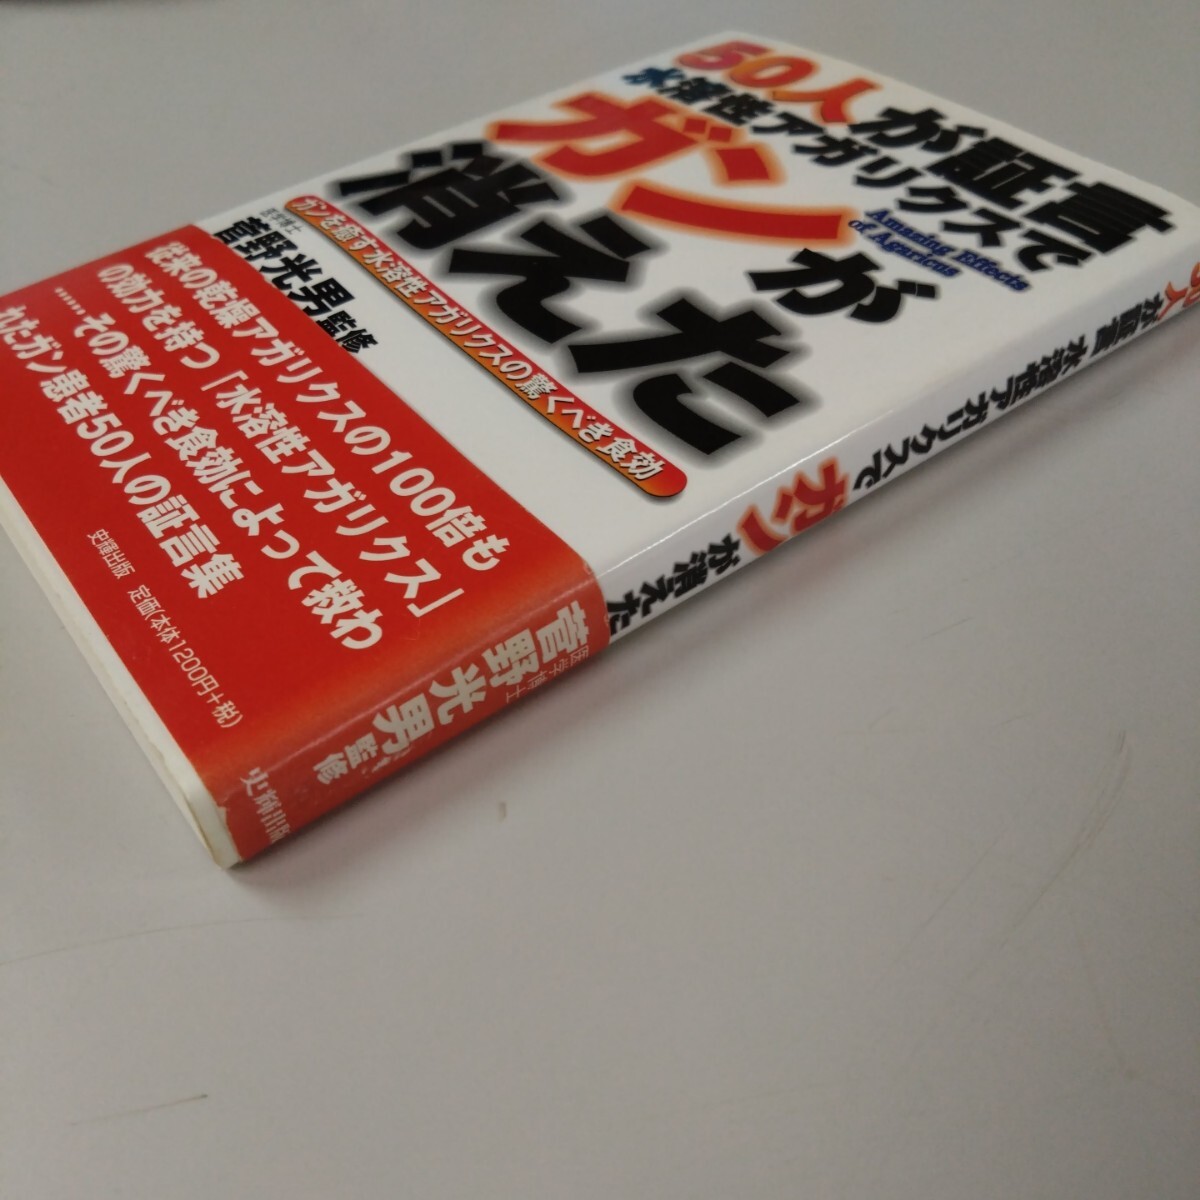 50人が証言
水溶性アガリクスで
ガンが
消えた
Amazing Effects
of Agaricus
ガンを癒す水溶性アガリクスの驚くべき食効
医学博士
菅野光男監修
従来の乾燥アガリクスの100倍も
の効力を持つ「水溶性アガリクス」
………その驚くべき食効によって救わ
れたガン患者50人の証言集
史輝出版 定価(本体1200円+税)
50人が証言 水溶性アガリクスで ガンが消えた
医学博士
菅野光男監修
史輝出版